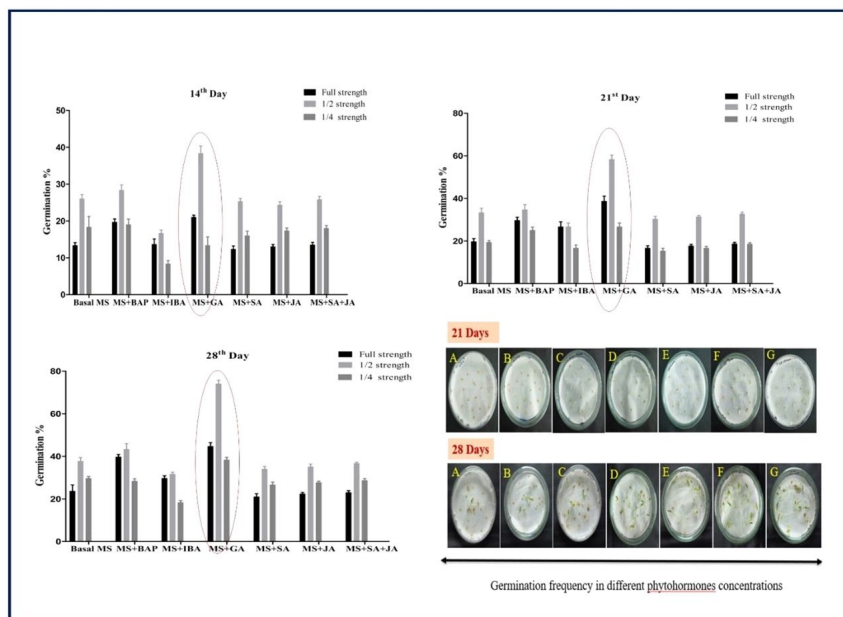 14th Day
Full strength
1/2 strength
1/4 strength
Germination %
50
40
30
20
10
0
Basal MS MS+BAP MS+IBA MS+GA MS+SA MS+JA MS+SA+JA
21st Day
Full strength
1/2 strength
1/4 strength
Germination %
80
60
40
20
0
Basal MS MS+BAP MS+IBA MS+GA MS+SA MS+JA MS+SA+JA
28th Day
Full strength
1/2 strength
1/4 strength
Germination %
80
60
40
20
0
Basal MS MS+BAP MS+IBA MS+GA MS+SA MS+JA MS+SA+JA
21 Days
A B C D E F G
28 Days
A B C D E F G
Germination frequency in different phytohormones concentrations